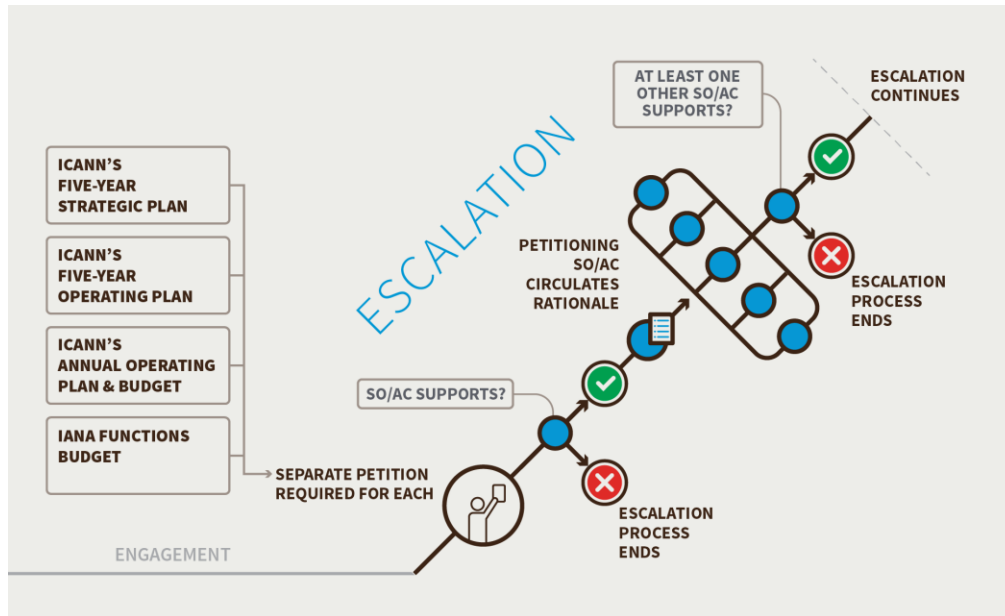 ICANN'S
FIVE-YEAR
STRATEGIC PLAN
ICANN'S
FIVE-YEAR
OPERATING PLAN
ICANN'S
ANNUAL OPERATING
PLAN & BUDGET
IANA FUNCTIONS
BUDGET
SEPARATE PETITION
REQUIRED FOR EACH
ENGAGEMENT
ESCALATION
SO/AC SUPPORTS?
ESCALATION
PROCESS
ENDS
PETITIONING
SO/AC
CIRCULATES
RATIONALE
AT LEAST ONE
OTHER SO/AC
SUPPORTS?
ESCALATION
PROCESS
ENDS
ESCALATION
CONTINUES